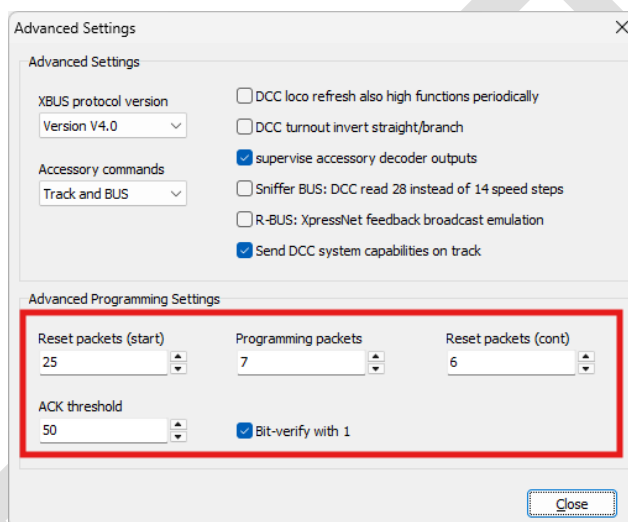 Advanced Settings
Advanced Settings
XBUS protocol version
Version V4.0
Accessory commands
Track and BUS
DCC loco refresh also high functions periodically
DCC turnout invert straight/branch
supervise accessory decoder outputs
Sniffer BUS: DCC read 28 instead of 14 speed steps
R-BUS: XpressNet feedback broadcast emulation
Send DCC system capabilities on track
Advanced Programming Settings
Reset packets (start)
25
Programming packets
7
Reset packets (cont)
6
ACK threshold
50
Bit-verify with 1
Close